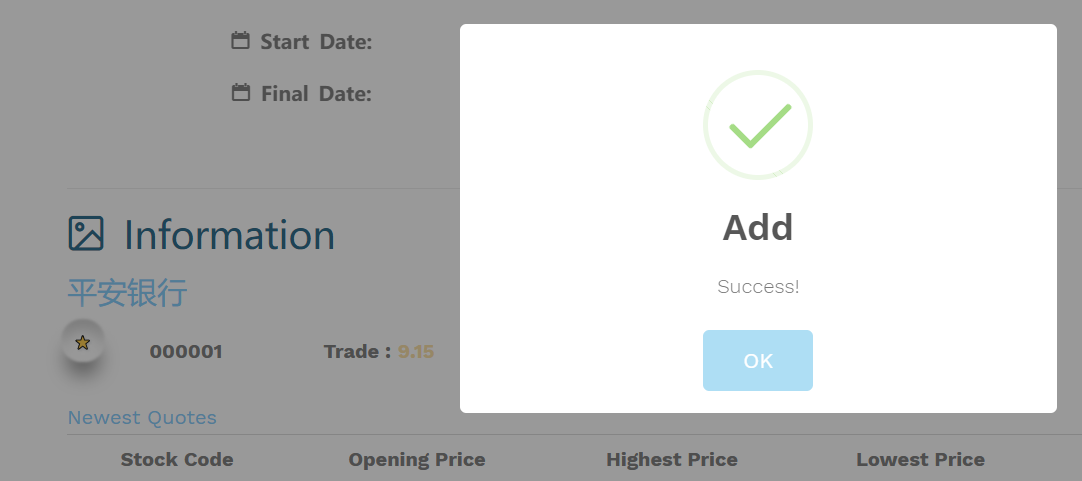 Start Date:
Final Date:
Information
平安银行
000001 Trade : 9.15
Newest Quotes
Stock Code Opening Price Highest Price Lowest Price
Add
Success!
OK